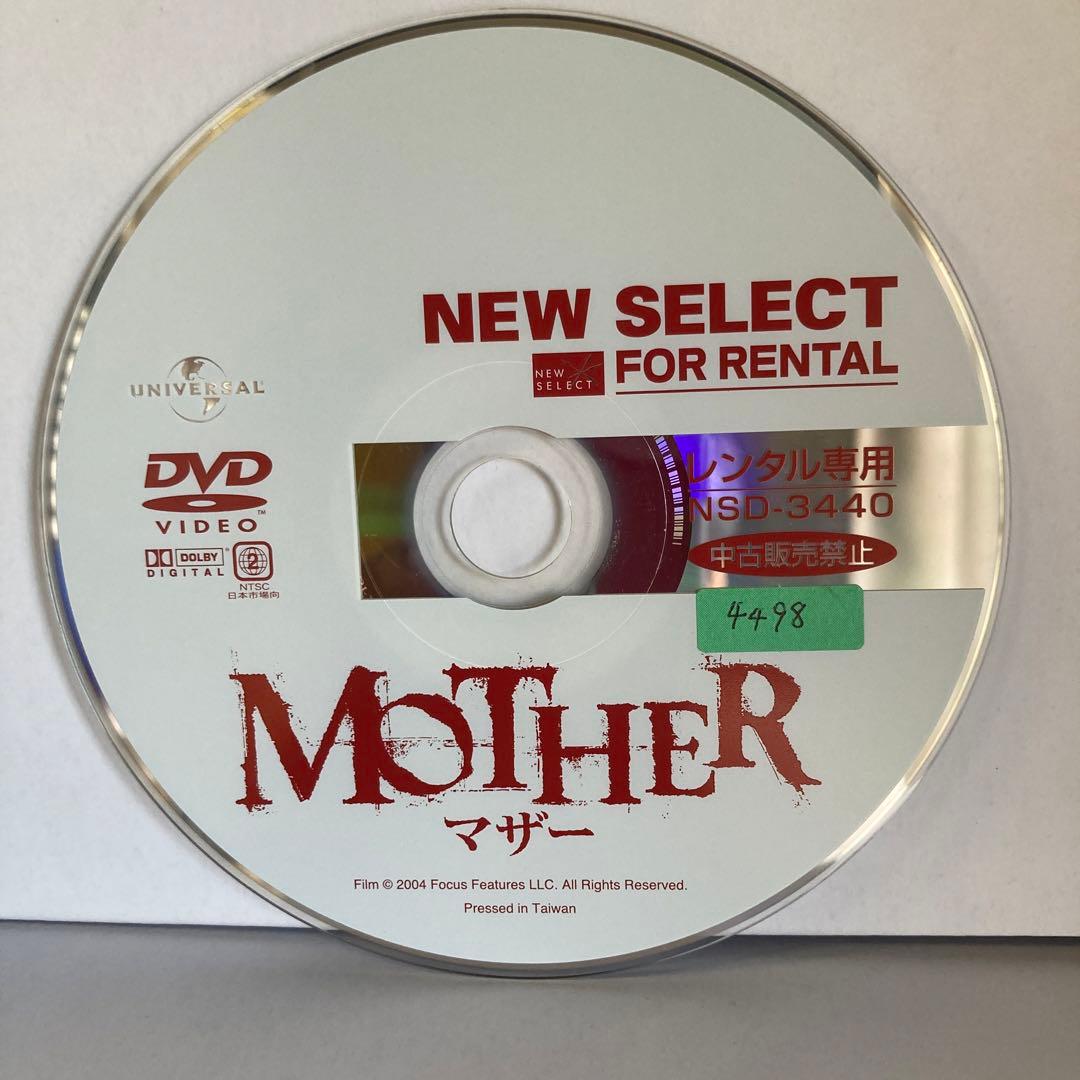 NEW SELECT
NEW SELECT
FOR RENTAL
UNIVERSAL
DVD
VIDEO
TM
DOLBY
DIGITAL
2
NTSC
日本市場向
レンタル専用
NSD-3440
中古販売禁止
4498
MOTHER
マザー
Film © 2004 Focus Features LLC. All Rights Reserved.
Pressed in Taiwan